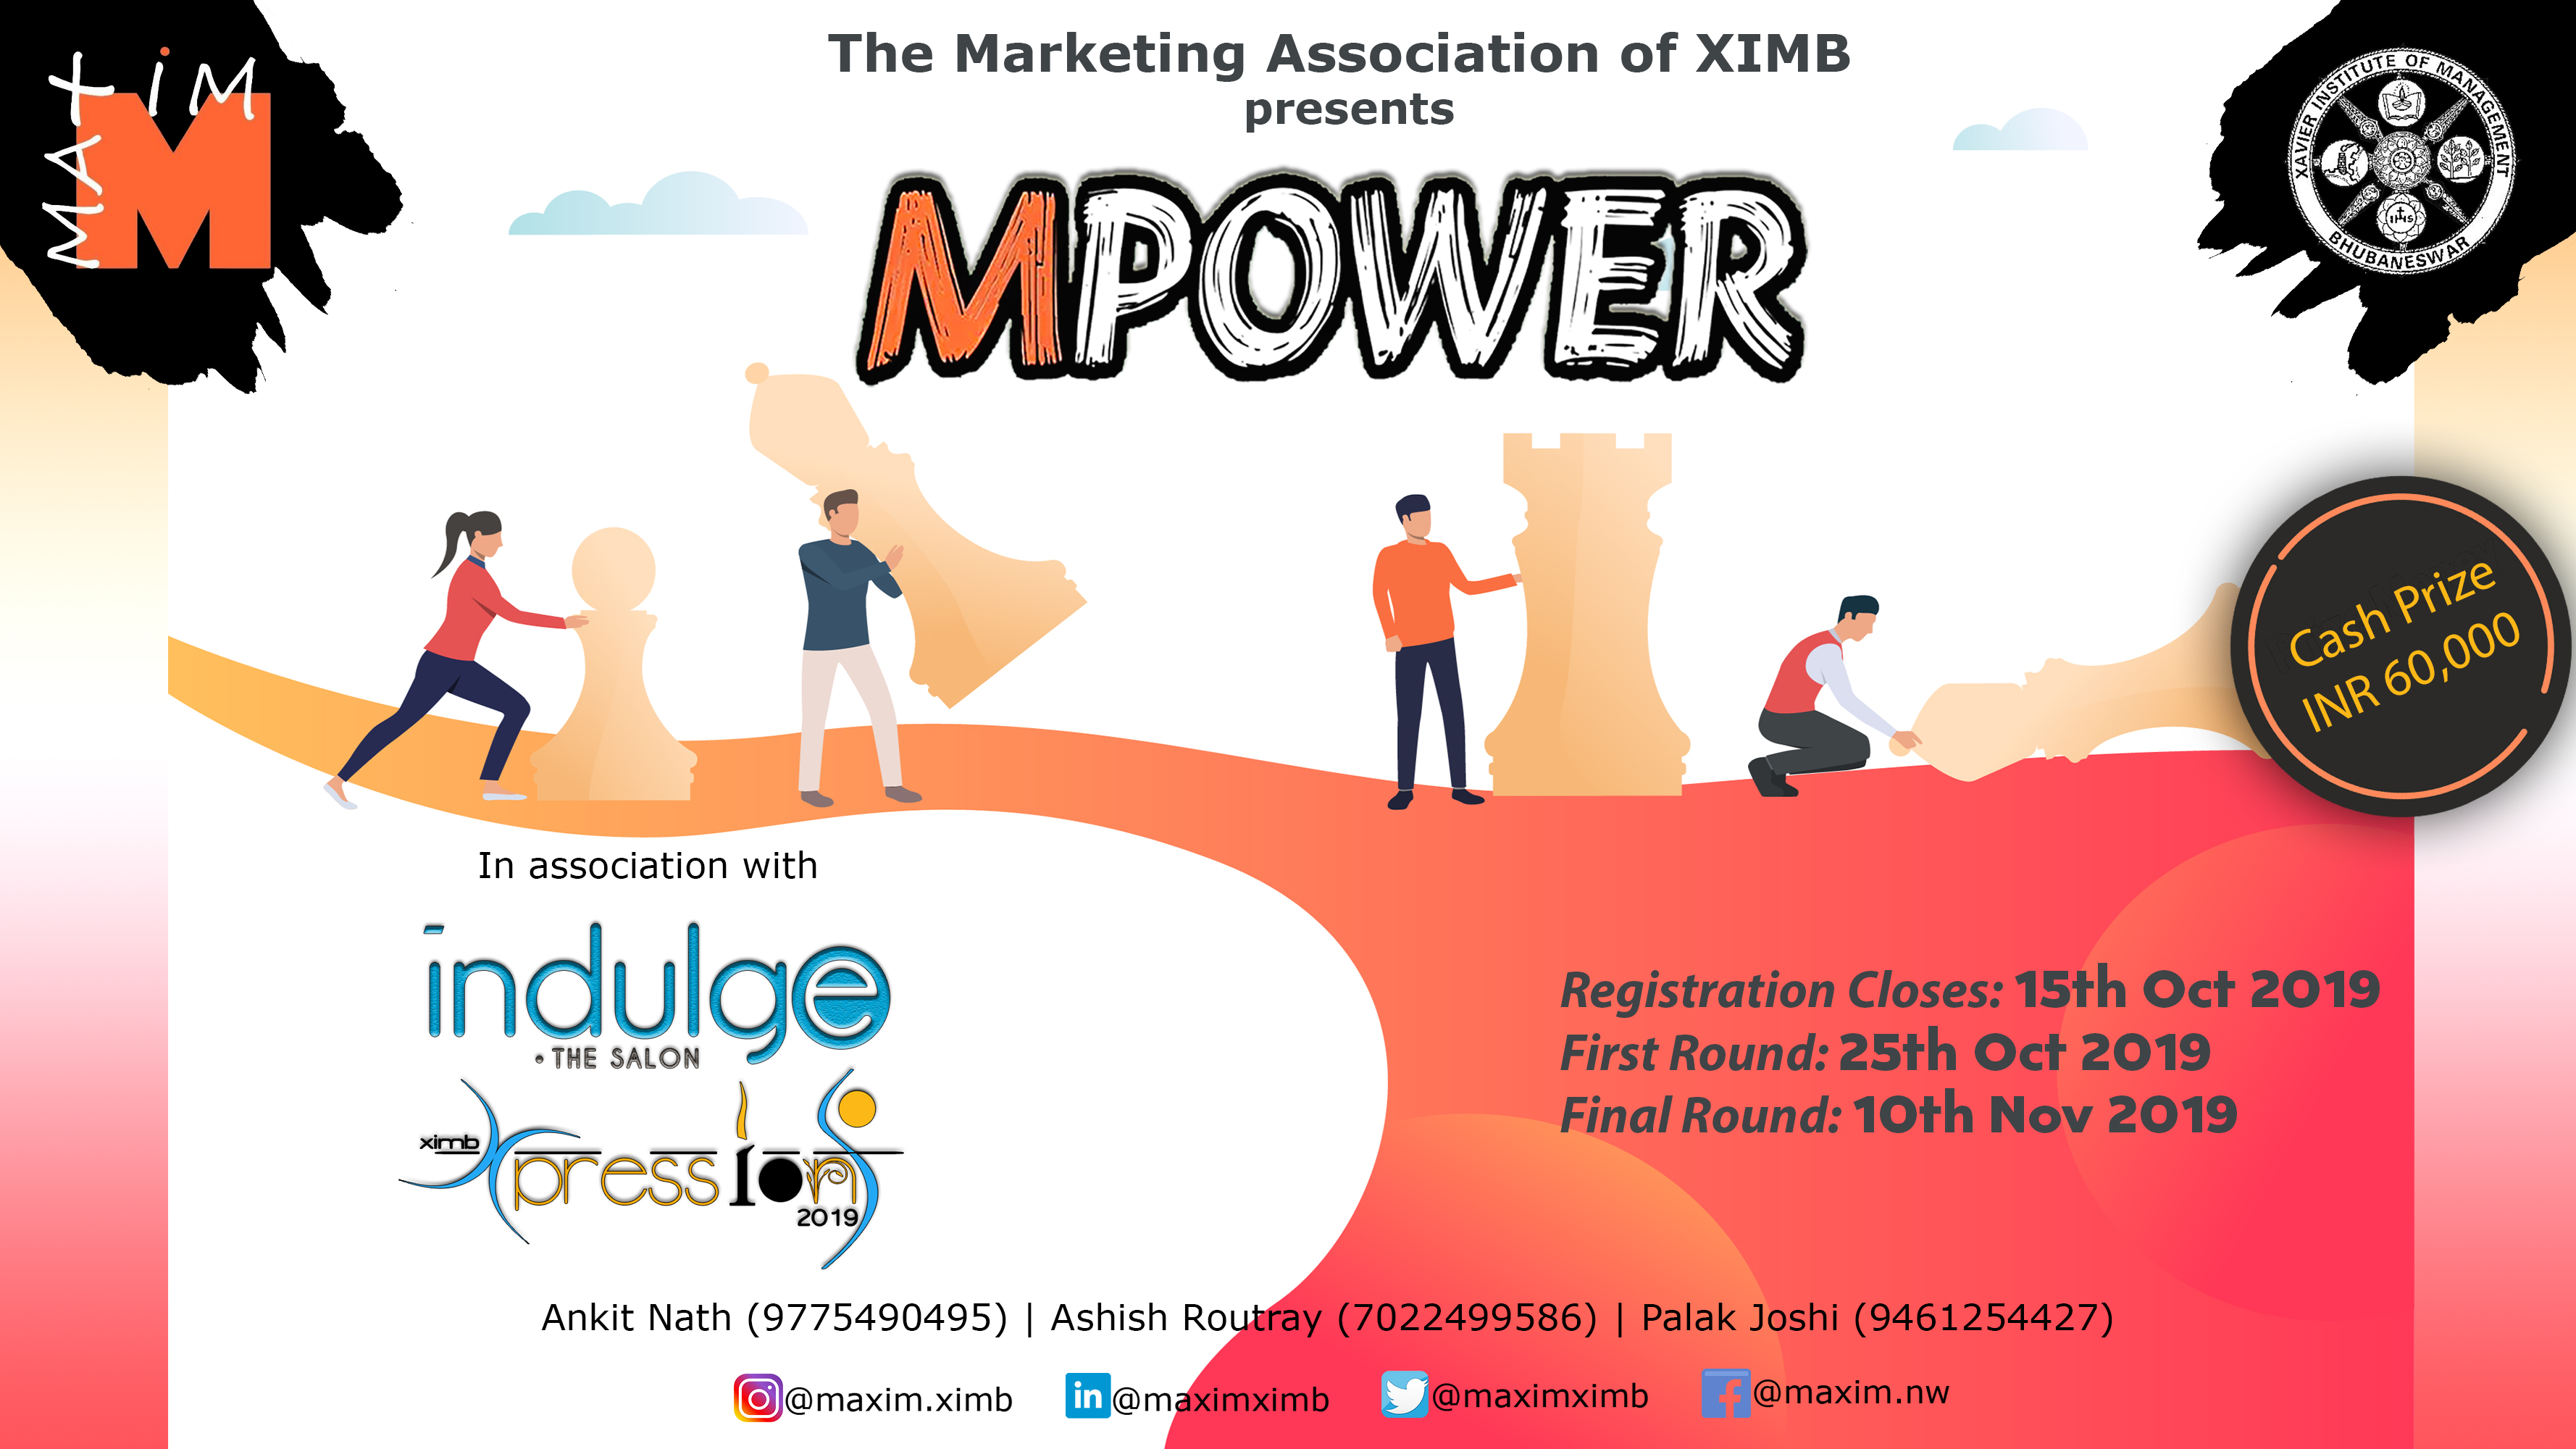 MAXIM
M
The Marketing Association of XIMB
presents
XAVIER INSTITUTE OF MANAGEMENT
BHUBANESWAR
IHS
MPOWER
Cash Prize
INR 60,000
In association with
indulge
• THE SALON
ximb
Xpressions
2019
Registration Closes: 15th Oct 2019
First Round: 25th Oct 2019
Final Round: 10th Nov 2019
Ankit Nath (9775490495) | Ashish Routray (7022499586) | Palak Joshi (9461254427)
@maxim.ximb in @maximximb @maximximb f @maxim.nw